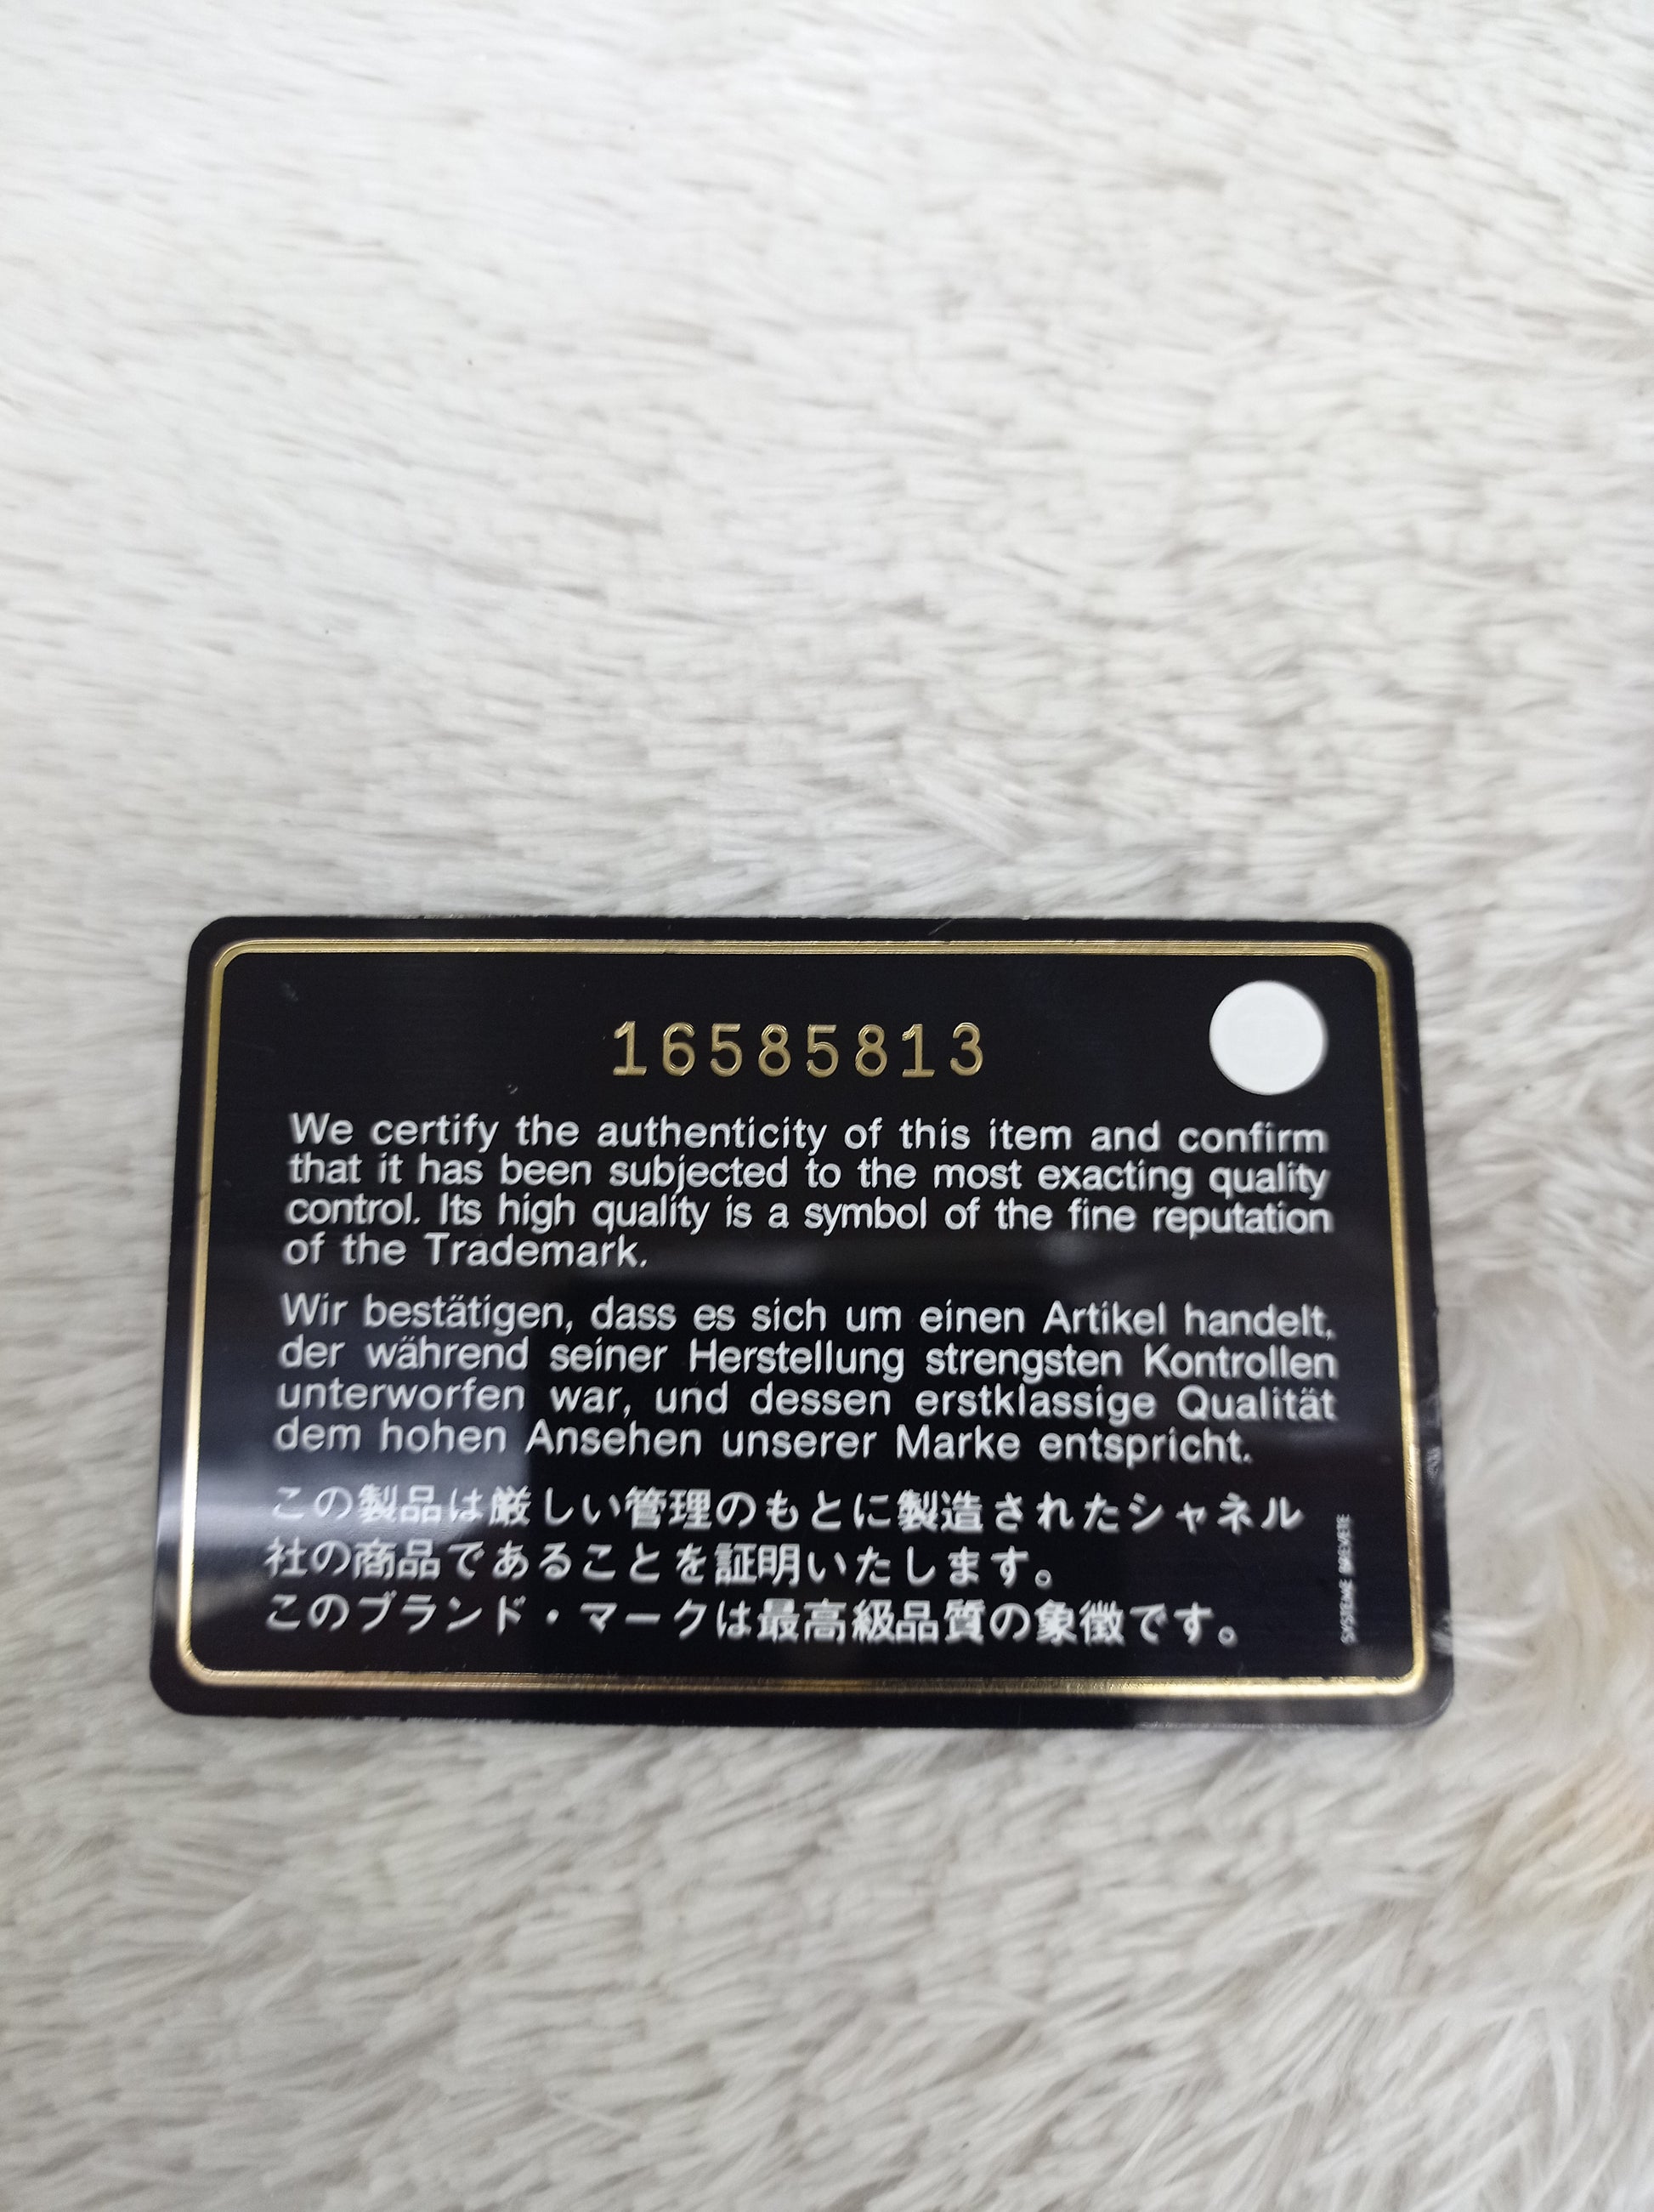 16585813
We certify the authenticity of this item and confirm
that it has been subjected to the most exacting quality
control. Its high quality is a symbol of the fine reputation
of the Trademark.
Wir bestätigen, dass es sich um einen Artikel handelt,
der während seiner Herstellung strengsten Kontrollen
unterworfen war, und dessen erstklassige Qualität
dem hohen Ansehen unserer Marke entspricht.
この製品は厳しい管理のもとに製造されたシャネル
社の商品であることを証明いたします。
このブランド・マークは最高級品質の象徴です。
SYSTEME BREVETE